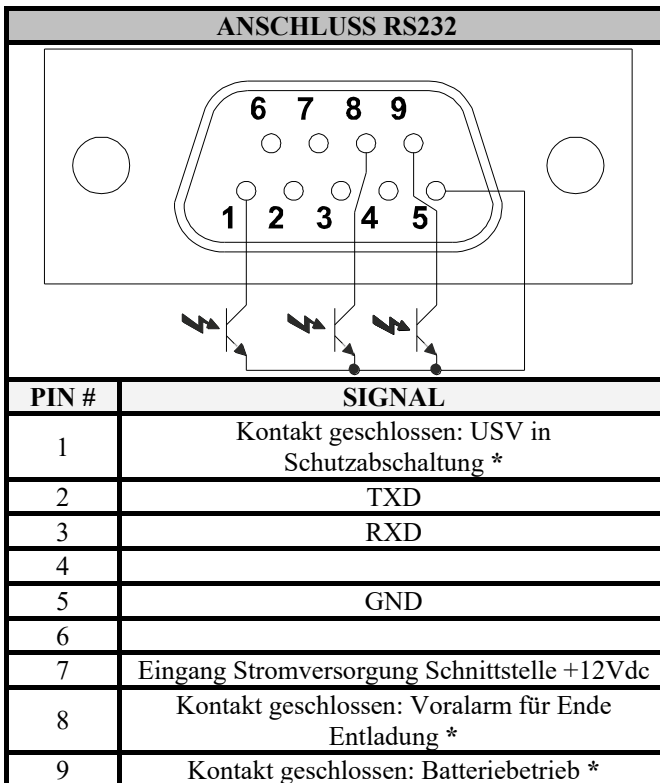 ANSCHLUSS RS232
6 7 8 9
1 2 3 4 5
PIN # SIGNAL
1 Kontakt geschlossen: USV in
Schutzabschaltung *
2 TXD
3 RXD
4
5 GND
6
7 Eingang Stromversorgung Schnittstelle +12Vdc
8 Kontakt geschlossen: Voralarm für Ende
Entladung *
9 Kontakt geschlossen: Batteriebetrieb *